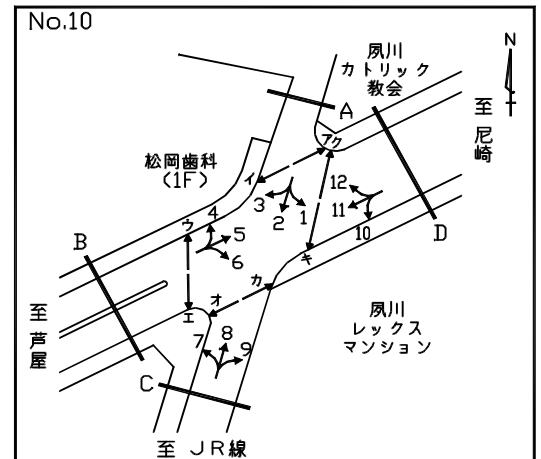 No.10
N
夙川
カトリック
教会
A
至
尼
崎
松岡歯科
(1F)
ア
ク
イ
12
11
3
2
1
4
ウ
5
6
10
B
D
キ
カ
オ
エ
至
芦
屋
夙川
レックス
マンション
8
7
9
C
至 JR線